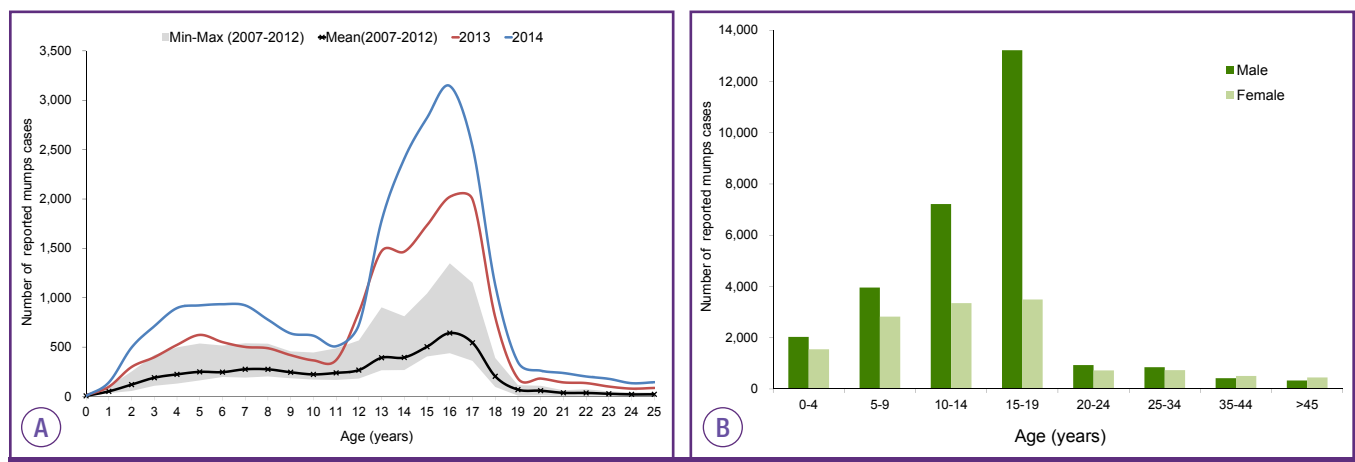 Min-Max (2007-2012) Mean(2007-2012) 2013 2014
Number of reported mumps cases
3,500
3,000
2,500
2,000
1,500
1,000
500
0
0 1 2 3 4 5 6 7 8 9 10 11 12 13 14 15 16 17 18 19 20 21 22 23 24 25
Age (years)
A
Number of reported mumps cases
14,000
12,000
10,000
8,000
6,000
4,000
2,000
0
Male
Female
0-4 5-9 10-14 15-19 20-24 25-34 35-44 >45
Age (years)
B